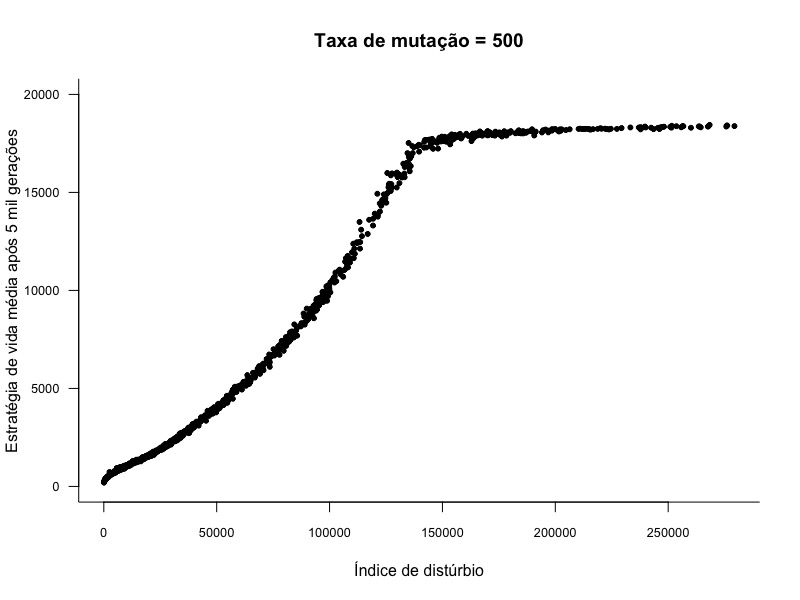 Taxa de mutação = 500
Estratégia de vida média após 5 mil gerações
20000
15000
10000
5000
0
0 50000 100000 150000 200000 250000
Índice de distúrbio